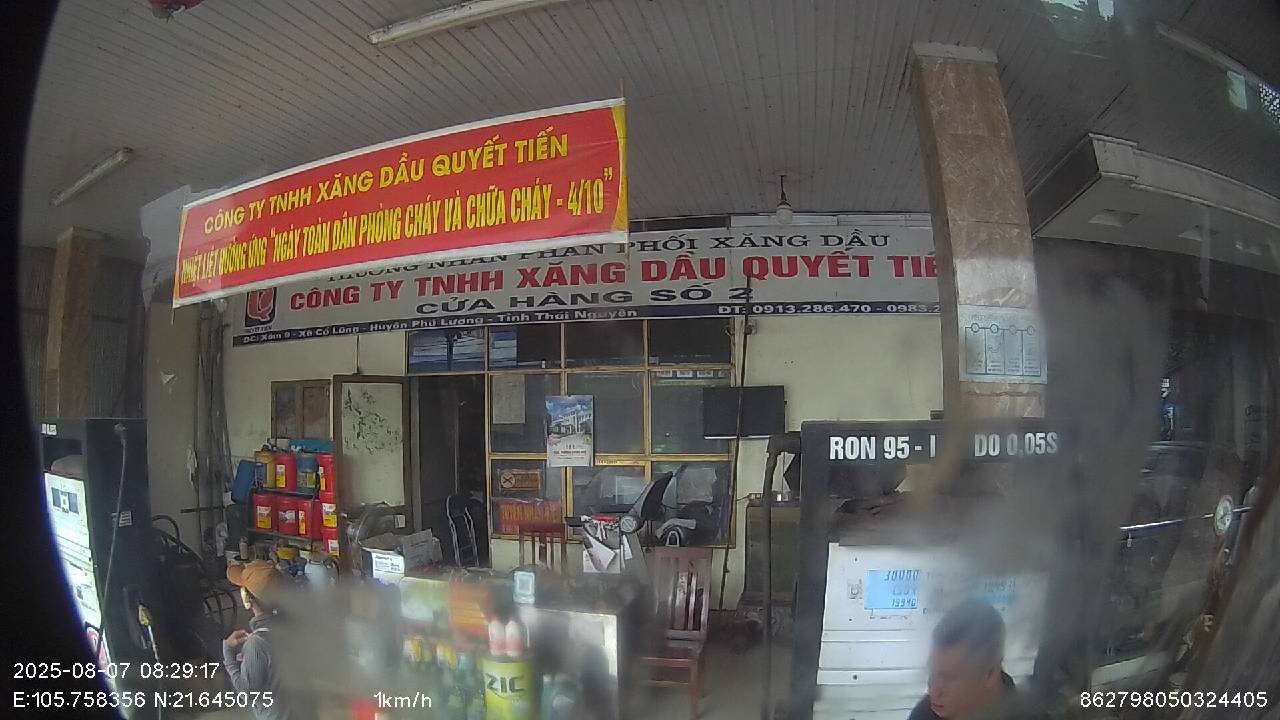 CÔNG TY TNHH XĂNG DẦU QUYẾT TIẾN
NHIỆT LIỆT HƯỞNG ỨNG "NGÀY TOÀN DÂN PHÒNG CHÁY VÀ CHỮA CHÁY - 4/10"
THƯƠNG NHÂN PHÂN PHỐI XĂNG DẦU
CÔNG TY TNHH XĂNG DẦU QUYẾT TIẾ
CỬA HÀNG SỐ 2
ĐC: Xóm 9 - Xã Cổ Lũng - Huyện Phú Lương - Tỉnh Thái Nguyên
ĐT: 0913.286.470 - 0983.2
RON 95 - DO 0,05S
30000
19940
ZIC
2025-08-07 08:29:17
E:105.758356 N:21.645075
1km/h
862798050324405